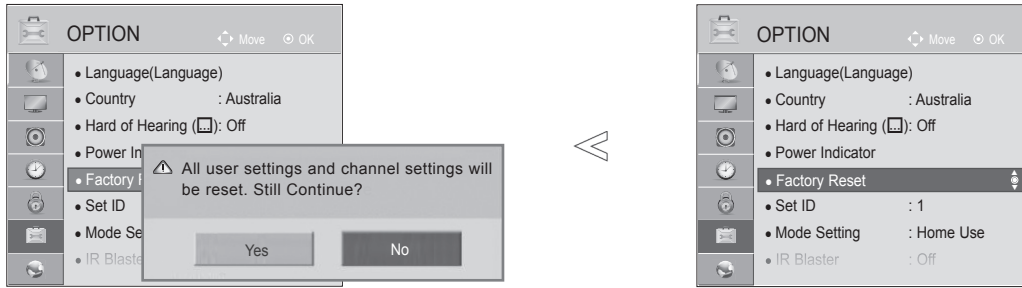 OPTION Move OK
Language(Language)
Country : Australia
Hard of Hearing (): Off
Power In
Factory R
Set ID
Mode Se
IR Blaste
All user settings and channel settings will
be reset. Still Continue?
Yes No
OPTION Move OK
Language(Language)
Country : Australia
Hard of Hearing (): Off
Power Indicator
Factory Reset
Set ID : 1
Mode Setting : Home Use
IR Blaster : Off